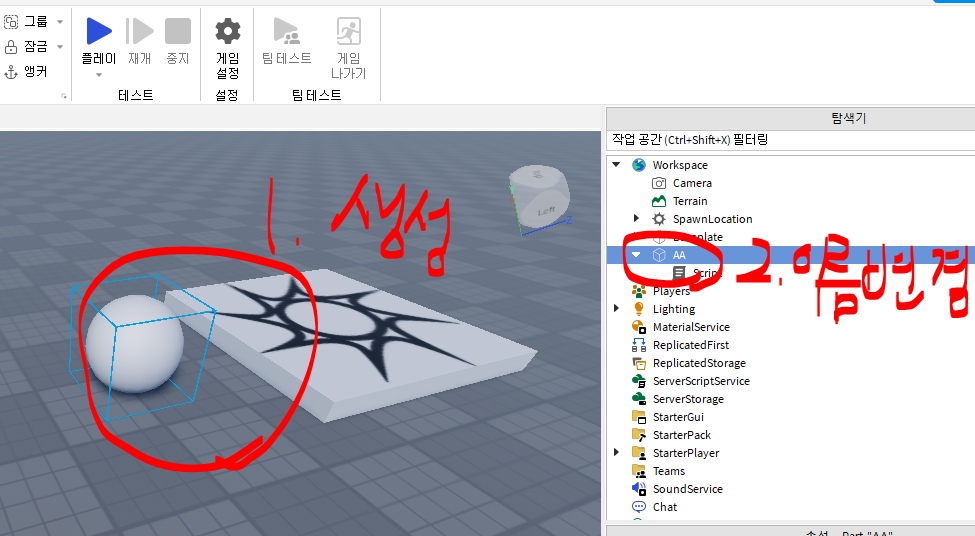 그룹
잠금
앵커
플레이
재개
중지
테스트
게임
설정
설정
팀 테스트
게임
나가기
팀 테스트
탐색기
작업 공간 (Ctrl+Shift+X) 필터링
Workspace
Camera
Terrain
SpawnLocation
Baseplate
AA
Script
Players
Lighting
MaterialService
ReplicatedFirst
ReplicatedStorage
ServerScriptService
ServerStorage
StarterGui
StarterPack
StarterPlayer
Teams
SoundService
Chat
속성 - Part "AA"
Left
Z
1. 생성
2. 이름변경